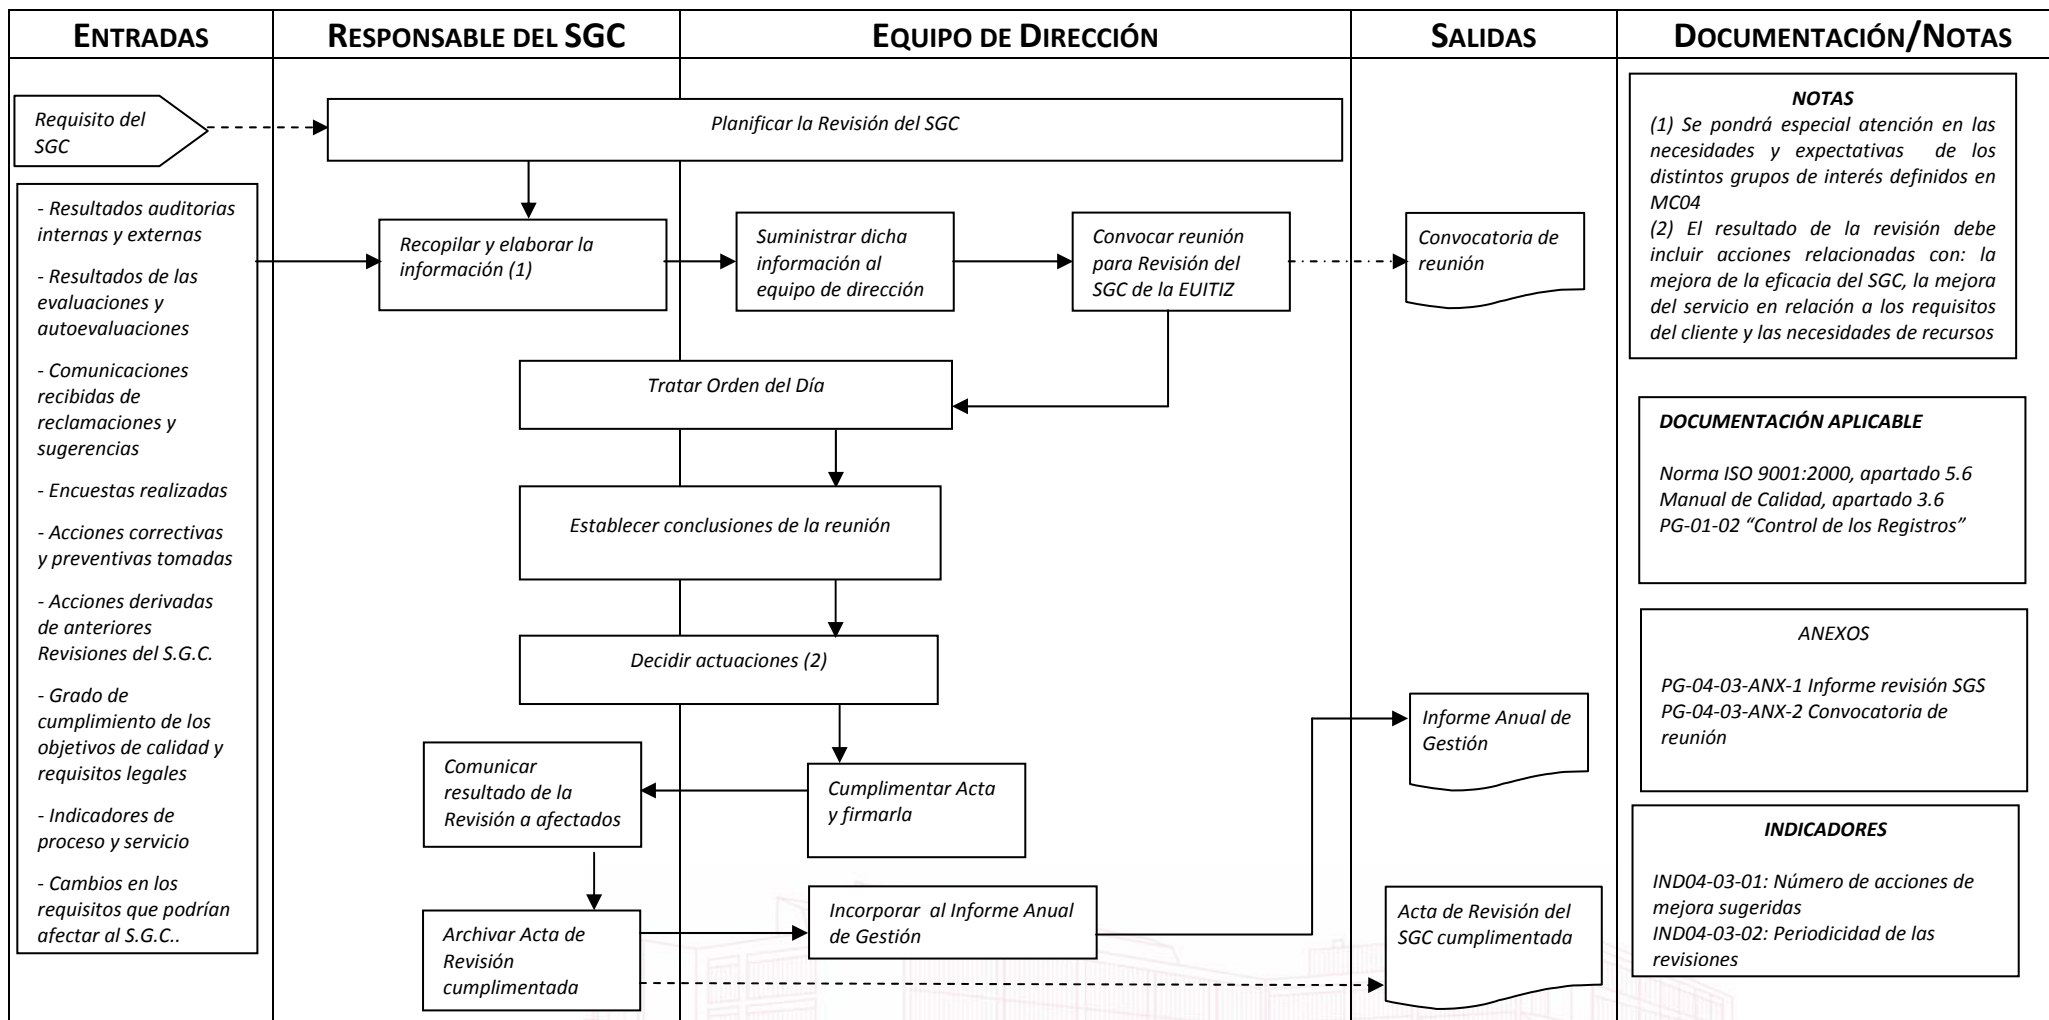 ENTRADAS
RESPONSABLE DEL SGC
EQUIPO DE DIRECCIÓN
SALIDAS
DOCUMENTACIÓN/NOTAS
Requisito del
SGC
Planificar la Revisión del SGC
- Resultados auditorias
internas y externas
- Resultados de las
evaluaciones y
autoevaluaciones
- Comunicaciones
recibidas de
reclamaciones y
sugerencias
- Encuestas realizadas
- Acciones correctivas
y preventivas tomadas
- Acciones derivadas
de anteriores
Revisiones del S.G.C.
- Grado de
cumplimiento de los
objetivos de calidad y
requisitos legales
- Indicadores de
proceso y servicio
- Cambios en los
requisitos que podrían
afectar al S.G.C..
Recopilar y elaborar la
información (1)
Suministrar dicha
información al
equipo de dirección
Convocar reunión
para Revisión del
SGC de la EUITIZ
Convocatoria de
reunión
Tratar Orden del Día
Establecer conclusiones de la reunión
Decidir actuaciones (2)
Comunicar
resultado de la
Revisión a afectados
Cumplimentar Acta
y firmarla
Informe Anual de
Gestión
Archivar Acta de
Revisión
cumplimentada
Incorporar al Informe Anual
de Gestión
Acta de Revisión del
SGC cumplimentada
NOTAS
(1) Se pondrá especial atención en las
necesidades y expectativas de los
distintos grupos de interés definidos en
MC04
(2) El resultado de la revisión debe
incluir acciones relacionadas con: la
mejora de la eficacia del SGC, la mejora
del servicio en relación a los requisitos
del cliente y las necesidades de recursos
DOCUMENTACIÓN APLICABLE
Norma ISO 9001:2000, apartado 5.6
Manual de Calidad, apartado 3.6
PG-01-02 “Control de los Registros”
ANEXOS
PG-04-03-ANX-1 Informe revisión SGS
PG-04-03-ANX-2 Convocatoria de
reunión
INDICADORES
IND04-03-01: Número de acciones de
mejora sugeridas
IND04-03-02: Periodicidad de las
revisiones